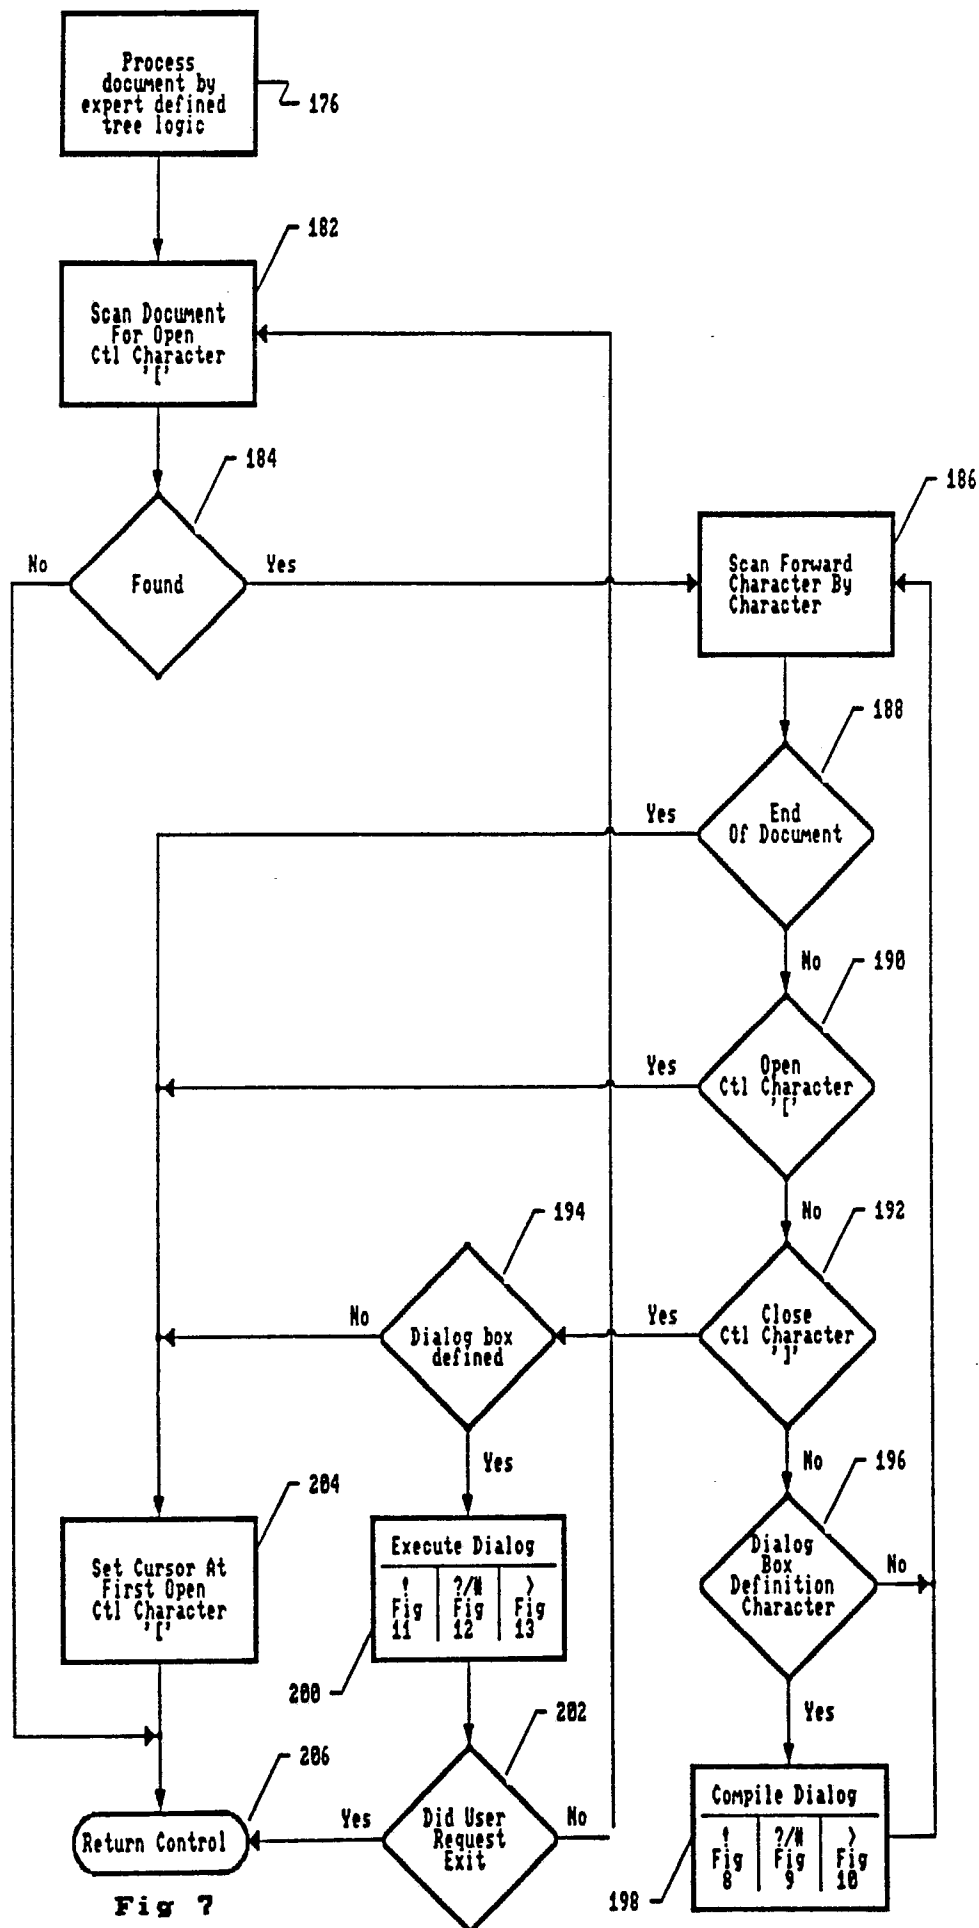 Process
document by
expert defined
tree logic
176
182
Scan Document
For Open
Ctl Character
'['
184
No
Found
Yes
186
Scan Forward
Character By
Character
188
Yes
End
Of Document
No
190
Yes
Open
Ctl Character
'['
No
192
194
No
Dialog box
defined
Yes
Close
Ctl Character
']'
Yes
No
196
204
Set Cursor At
First Open
Ctl Character
'['
Execute Dialog
Fig
11
?/#
Fig
12
>
Fig
13
200
Dialog
Box
Definition
Character
No
Yes
202
206
Return Control
Yes
Did User
Request
Exit
No
Compile Dialog
Fig
8
?/#
Fig
9
>
Fig
10
198
Fig 7